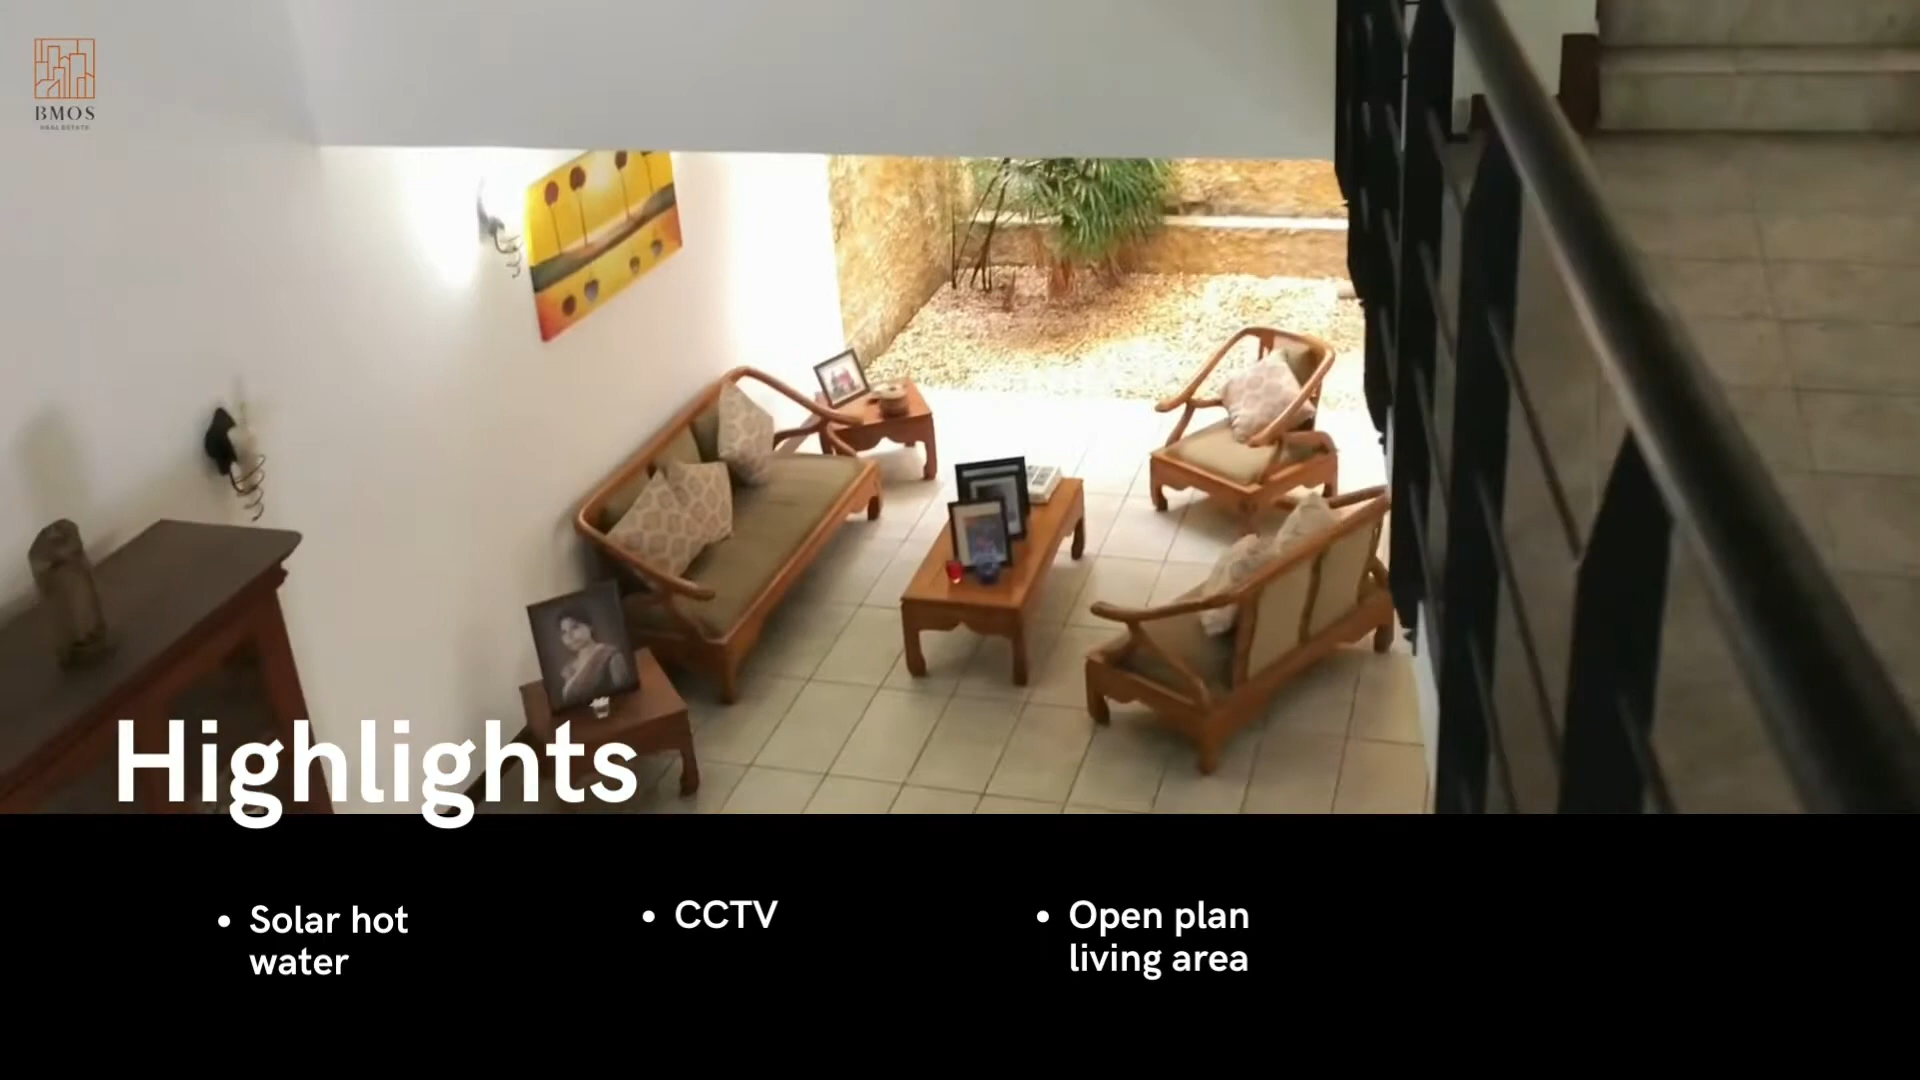 BMOS
REAL ESTATE
Highlights
• Solar hot
water
• CCTV
• Open plan
living area